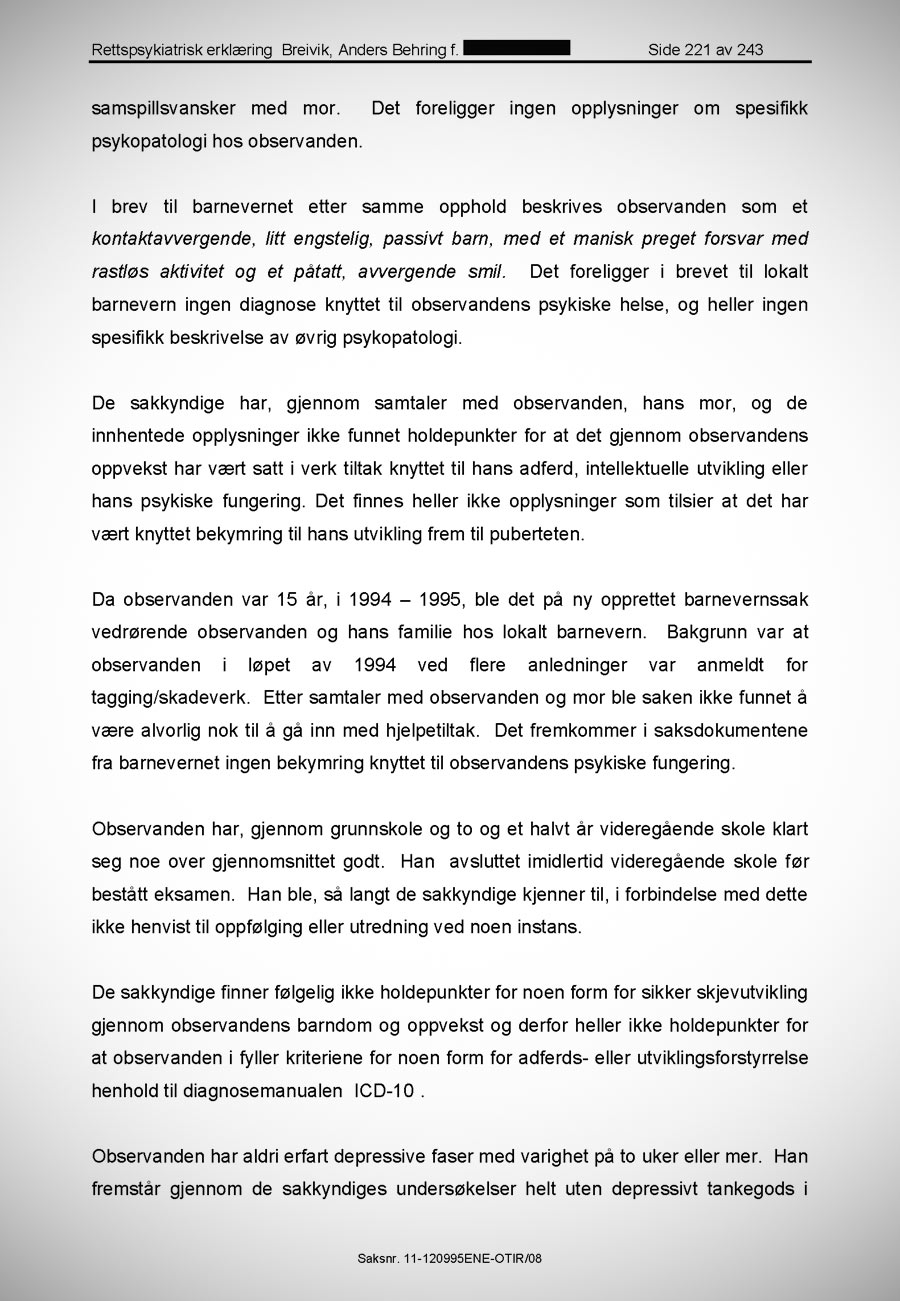 Rettspsykiatrisk erklæring Breivik, Anders Behring f. Side 221 av 243
samspillsvansker med mor. Det foreligger ingen opplysninger om spesifikk
psykopatologi hos observanden.
I brev til barnevernet etter samme opphold beskrives observanden som et
kontaktavvergende, litt engstelig, passivt barn, med et manisk preget forsvar med
rastløs aktivitet og et påtatt, avvergende smil. Det foreligger i brevet til lokalt
barnevern ingen diagnose knyttet til observandens psykiske helse, og heller ingen
spesifikk beskrivelse av øvrig psykopatologi.
De sakkyndige har, gjennom samtaler med observanden, hans mor, og de
innhentede opplysninger ikke funnet holdepunkter for at det gjennom observandens
oppvekst har vært satt i verk tiltak knyttet til hans adferd, intellektuelle utvikling eller
hans psykiske fungering. Det finnes heller ikke opplysninger som tilsier at det har
vært knyttet bekymring til hans utvikling frem til puberteten.
Da observanden var 15 år, i 1994 – 1995, ble det på ny opprettet barnevernssak
vedrørende observanden og hans familie hos lokalt barnevern. Bakgrunn var at
observanden i løpet av 1994 ved flere anledninger var anmeldt for
tagging/skadeverk. Etter samtaler med observanden og mor ble saken ikke funnet å
være alvorlig nok til å gå inn med hjelpetiltak. Det fremkommer i saksdokumentene
fra barnevernet ingen bekymring knyttet til observandens psykiske fungering.
Observanden har, gjennom grunnskole og to og et halvt år videregående skole klart
seg noe over gjennomsnittet godt. Han avsluttet imidlertid videregående skole før
bestått eksamen. Han ble, så langt de sakkyndige kjenner til, i forbindelse med dette
ikke henvist til oppfølging eller utredning ved noen instans.
De sakkyndige finner følgelig ikke holdepunkter for noen form for sikker skjevutvikling
gjennom observandens barndom og oppvekst og derfor heller ikke holdepunkter for
at observanden i fyller kriteriene for noen form for adferds- eller utviklingsforstyrrelse
henhold til diagnosemanualen ICD-10 .
Observanden har aldri erfart depressive faser med varighet på to uker eller mer. Han
fremstår gjennom de sakkyndiges undersøkelser helt uten depressivt tankegods i
Saksnr. 11-120995ENE-OTIR/08